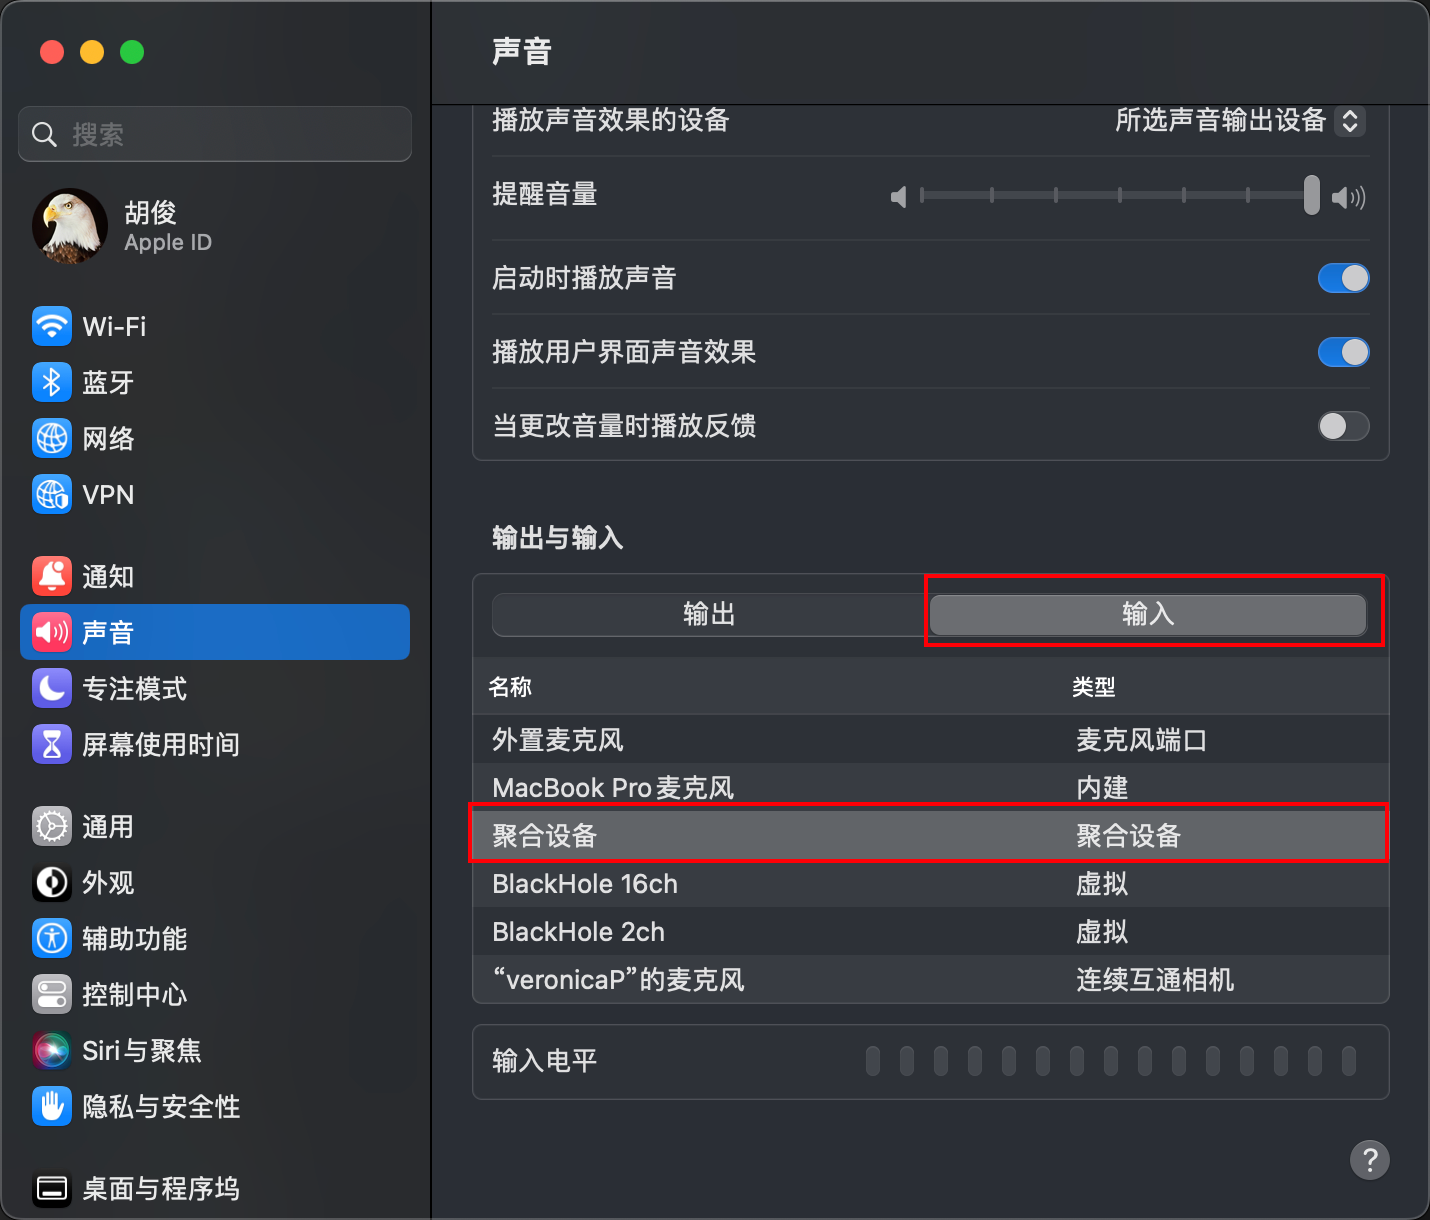 声音
搜索
胡俊
Apple ID
Wi-Fi
蓝牙
网络
VPN
通知
声音
专注模式
屏幕使用时间
通用
外观
辅助功能
控制中心
Siri与聚焦
隐私与安全性
桌面与程序坞
播放声音效果的设备 所选声音输出设备
提醒音量
启动时播放声音
播放用户界面声音效果
当更改音量时播放反馈
输出与输入
输出 输入
名称 类型
外置麦克风 麦克风端口
MacBook Pro麦克风 内建
聚合设备 聚合设备
BlackHole 16ch 虚拟
BlackHole 2ch 虚拟
“veronicaP”的麦克风 连续互通相机
输入电平
?